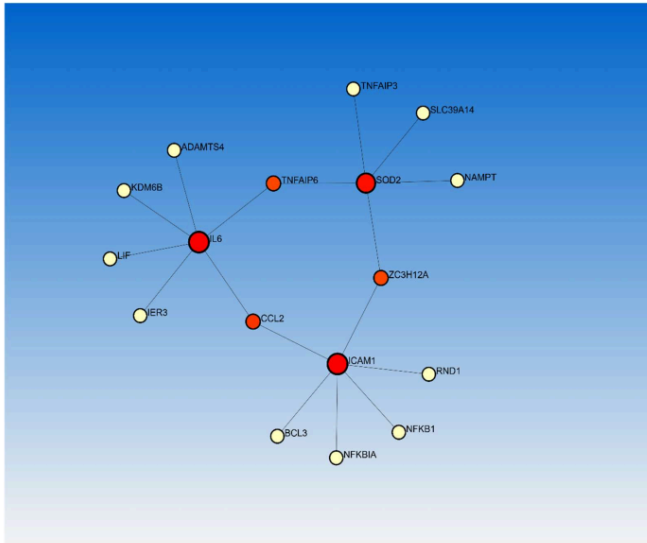 TNFAIP3
SLC39A14
ADAMTS4
KDM6B
TNFAIP6
SOD2
NAMPT
IL6
LIF
ZC3H12A
IER3
CCL2
ICAM1
RND1
BCL3
NFKB1
NFKBIA